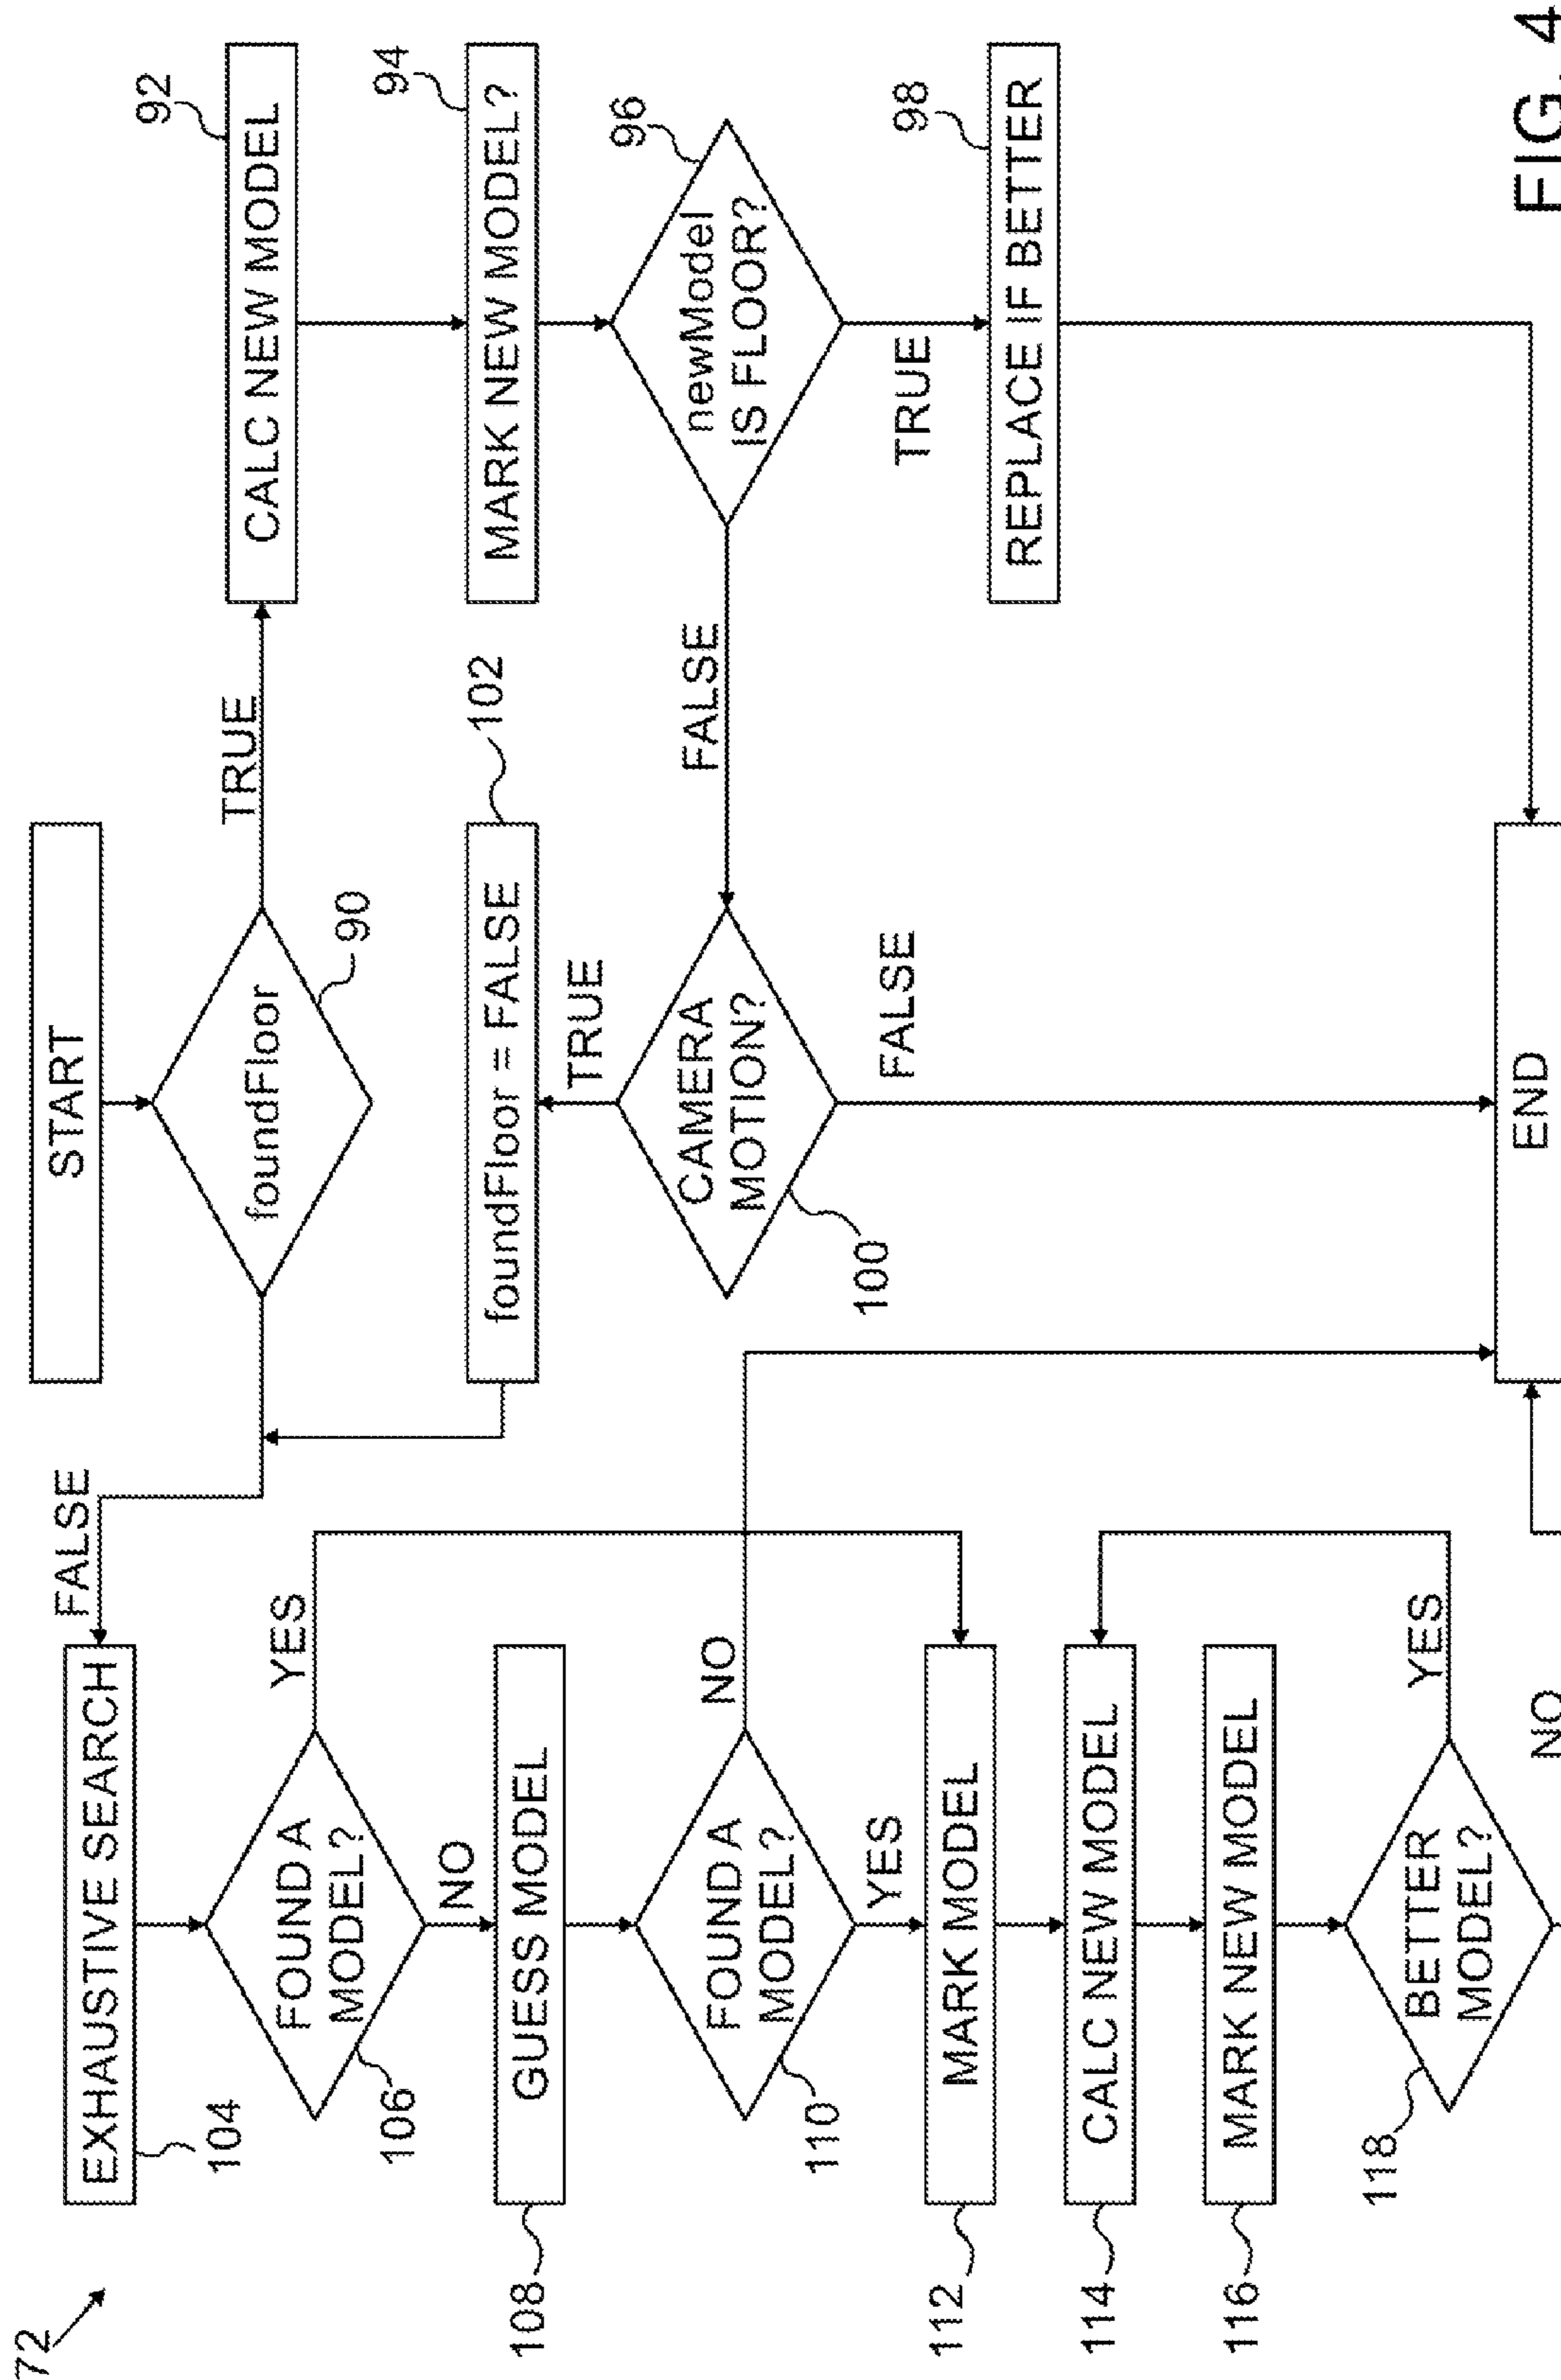 72
START
foundFloor
90
TRUE
FALSE
CALC NEW MODEL
92
MARK NEW MODEL?
94
newModel
IS FLOOR?
96
TRUE
FALSE
REPLACE IF BETTER
98
CAMERA
MOTION?
100
TRUE
FALSE
foundFloor = FALSE
102
EXHAUSTIVE SEARCH
104
FOUND A
MODEL?
106
YES
NO
GUESS MODEL
108
FOUND A
MODEL?
110
NO
YES
MARK MODEL
112
CALC NEW MODEL
114
MARK NEW MODEL
116
BETTER
MODEL?
118
YES
NO
END
FIG. 4